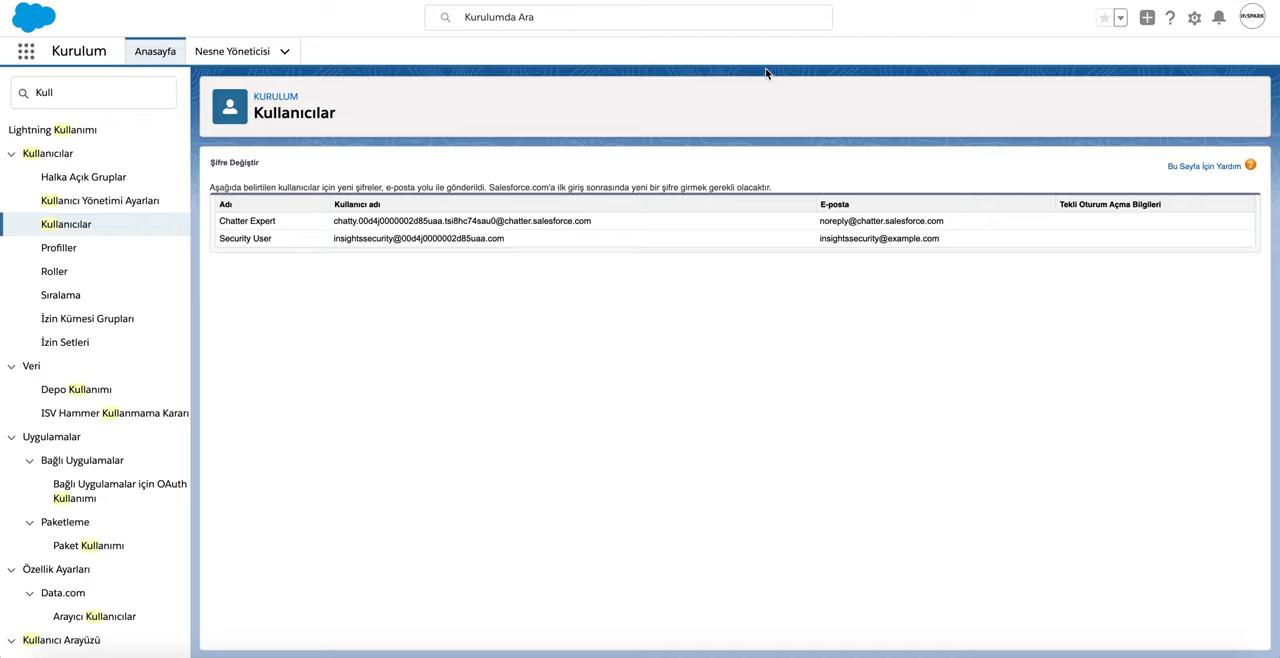 Kurulumda Ara
INSPARK
Kurulum
Anasayfa
Nesne Yöneticisi
Kull
Lightning Kullanımı
Kullanıcılar
Halka Açık Gruplar
Kullanıcı Yönetimi Ayarları
Kullanıcılar
Profiller
Roller
Sıralama
İzin Kümesi Grupları
İzin Setleri
Veri
Depo Kullanımı
ISV Hammer Kullanmama Kararı
Uygulamalar
Bağlı Uygulamalar
Bağlı Uygulamalar için OAuth
Kullanımı
Paketleme
Paket Kullanımı
Özellik Ayarları
Data.com
Arayıcı Kullanıcılar
Kullanıcı Arayüzü
KURULUM
Kullanıcılar
Şifre Değiştir
Bu Sayfa İçin Yardım ?
Aşağıda belirtilen kullanıcılar için yeni şifreler, e-posta yolu ile gönderildi. Salesforce.com'a ilk giriş sonrasında yeni bir şifre girmek gerekli olacaktır.
Adı Kullanıcı adı E-posta Tekli Oturum Açma Bilgileri
Chatter Expert chatty.00d4j0000002d85uaa.tsi8hc74sau0@chatter.salesforce.com noreply@chatter.salesforce.com
Security User insightssecurity@00d4j0000002d85uaa.com insightssecurity@example.com